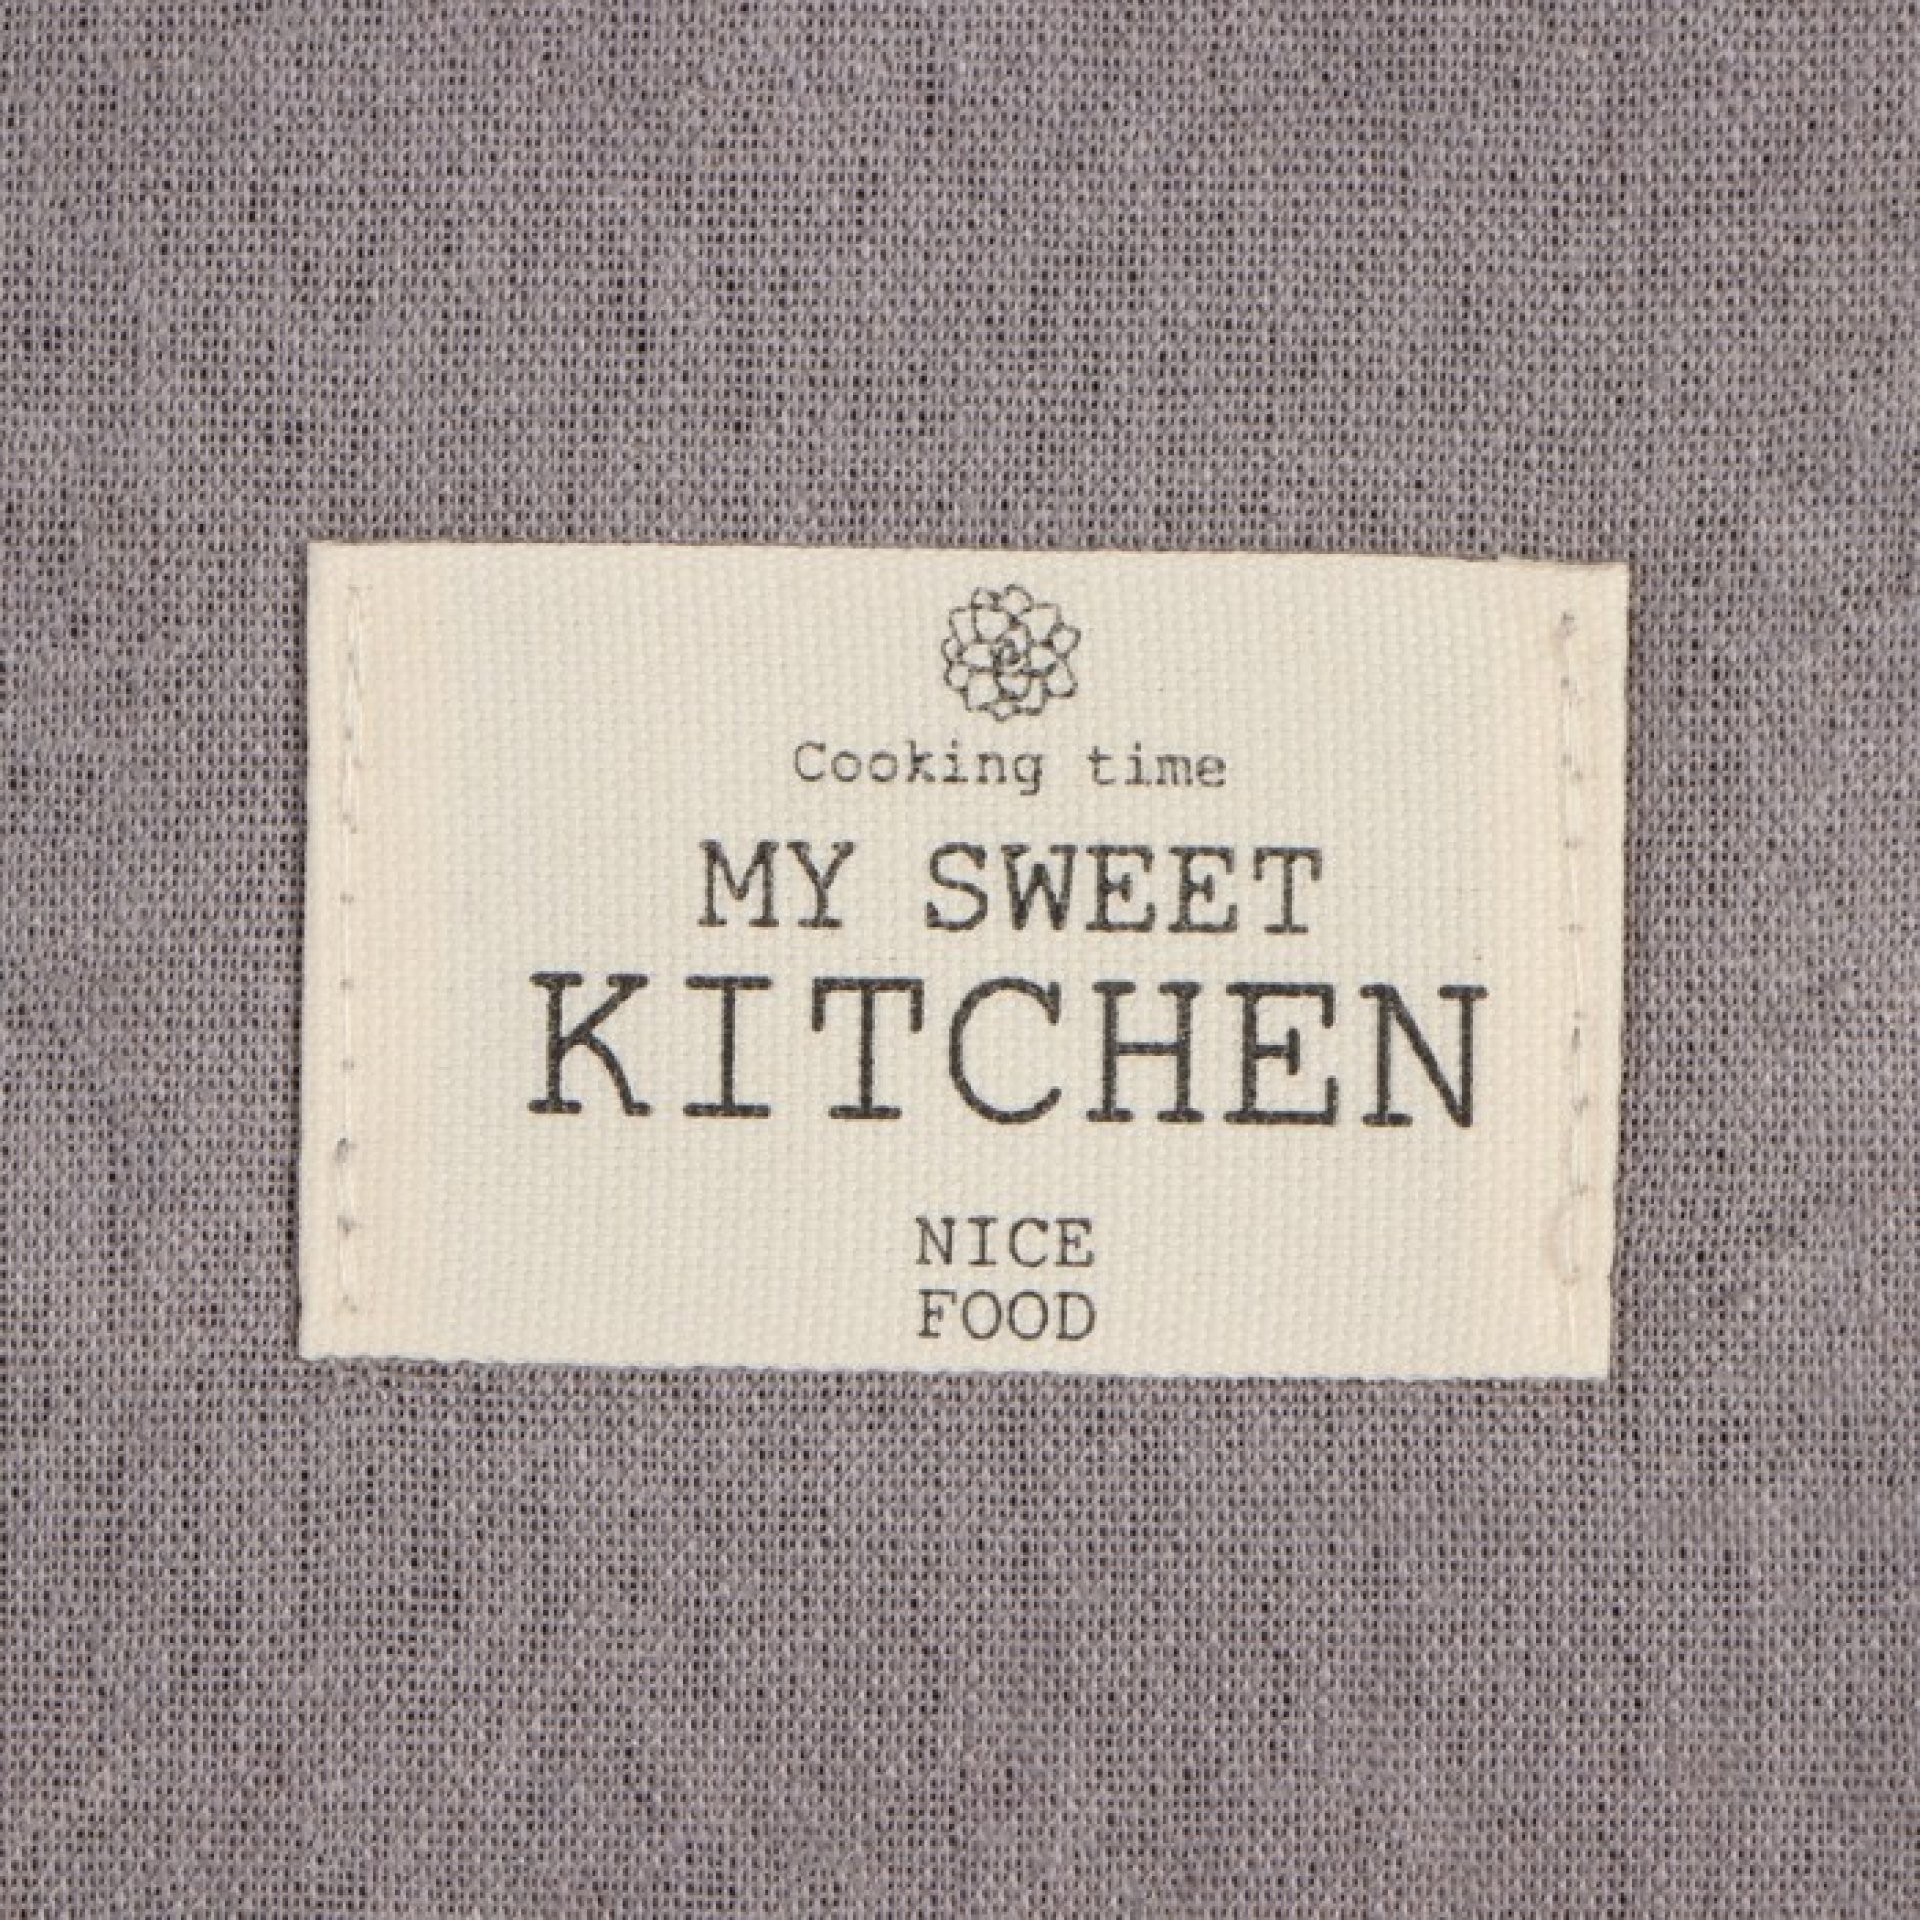 Cooking time
MY SWEET
KITCHEN
NICE
FOOD